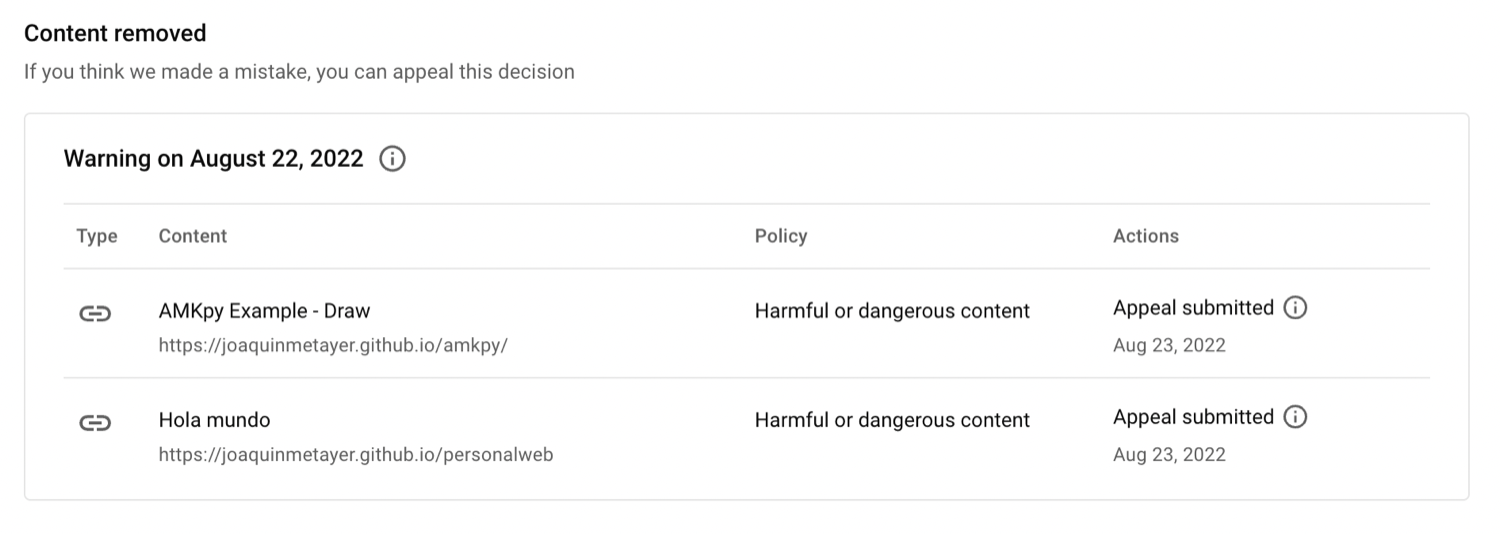 Content removed
If you think we made a mistake, you can appeal this decision
Warning on August 22, 2022
Type Content Policy Actions
AMKpy Example - Draw Harmful or dangerous content Appeal submitted
https://joaquinmetayer.github.io/amkpy/ Aug 23, 2022
Hola mundo Harmful or dangerous content Appeal submitted
https://joaquinmetayer.github.io/personalweb Aug 23, 2022